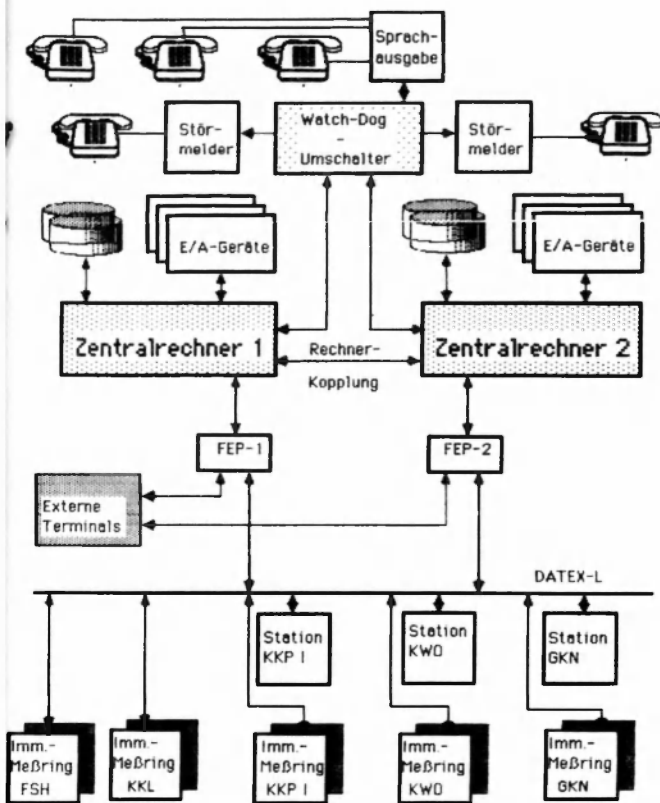 Sprach-
ausgabe
Stör-
melder
Watch-Dog
-
Umschalter
Stör-
melder
E/A-Geräte
E/A-Geräte
Zentralrechner 1
Rechner-
Kopplung
Zentralrechner 2
FEP-1
FEP-2
Externe
Terminals
DATEX-L
Station
KKP I
Station
KWO
Station
GKN
Imm.-
Meßring
FSH
Imm.-
Meßring
KKL
Imm.-
Meßring
KKP I
Imm.-
Meßring
KWO
Imm.-
Meßring
GKN